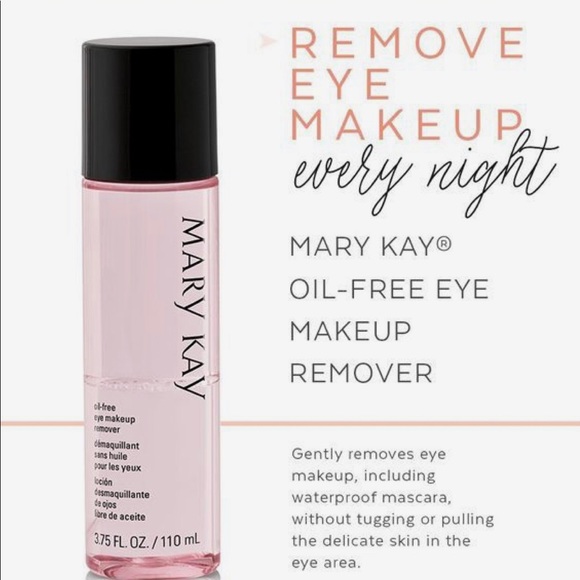 REMOVE
EYE
MAKEUP
every night
MARY KAY®
OIL-FREE EYE
MAKEUP
REMOVER
Gently removes eye
makeup, including
waterproof mascara,
without tugging or pulling
the delicate skin in the
eye area.
MARY KAY
oil-free
eye makeup
remover
démaquillant
sans huile
pour les yeux
loción
desmaquillante
de ojos
libre de aceite
3.75 FL. OZ. / 110 mL